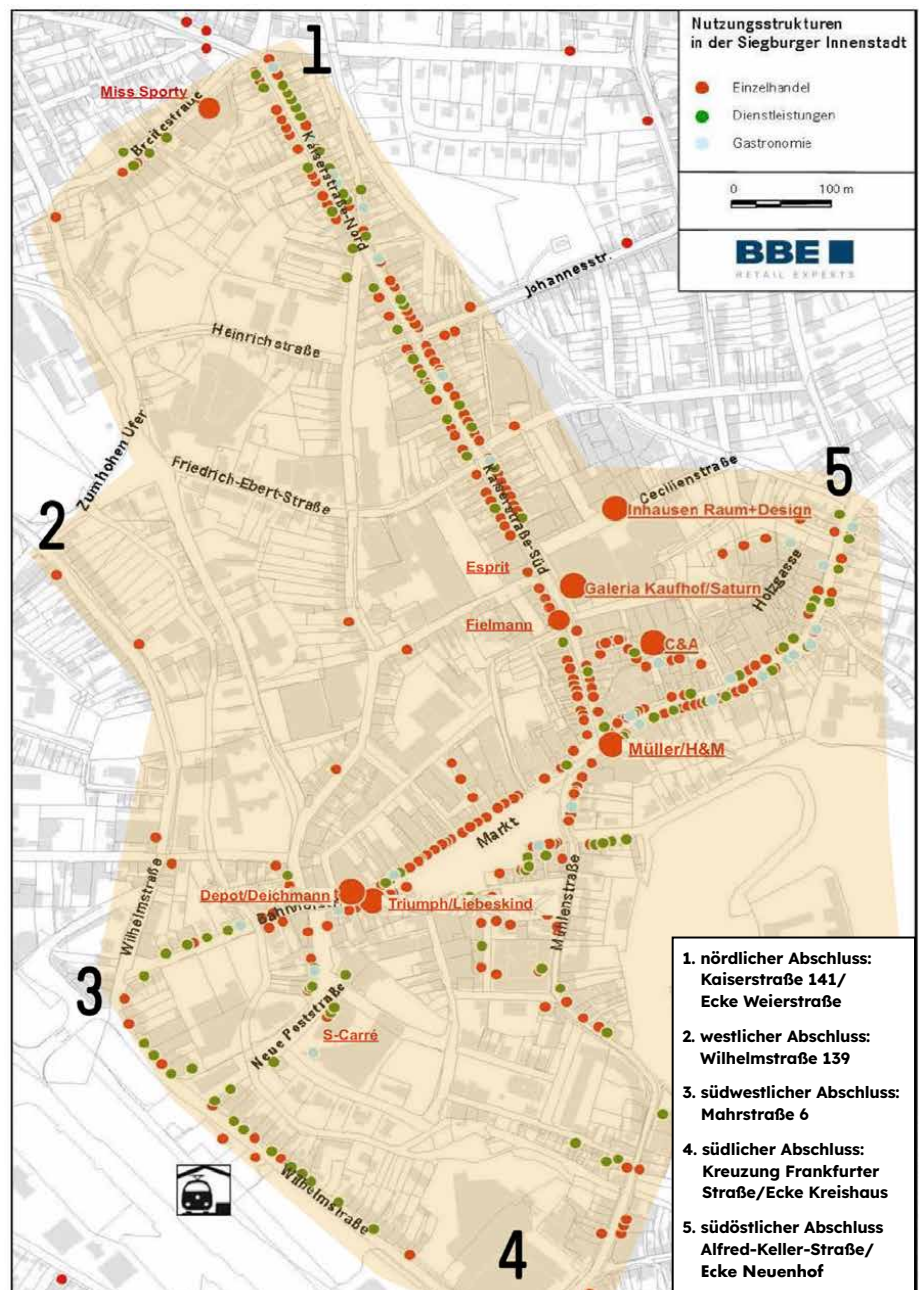 Nutzungsstrukturen
in der Siegburger Innenstadt
Einzelhandel
Dienstleistungen
Gastronomie
0 100 m
BBE
RETAIL EXPERTS
1
Miss Sporty
Breitestraße
Kaiserstraße-Nord
Johannesstr.
Heinrichstraße
Zumhohen Ufer
Friedrich-Ebert-Straße
2
Kaiserstraße-Süd
Cecilienstraße
5
Inhausen Raum+Design
Esprit
Galeria Kaufhof/Saturn
Holzgasse
Fielmann
C&A
Müller/H&M
Markt
Wilhelmstraße
Depot/Deichmann
Triumph/Liebeskind
Mühlenstraße
3
Neue Poststraße
S-Carré
Wilhelmstraße
4
1. nördlicher Abschluss:
Kaiserstraße 141/
Ecke Weierstraße
2. westlicher Abschluss:
Wilhelmstraße 139
3. südwestlicher Abschluss:
Mahrstraße 6
4. südlicher Abschluss:
Kreuzung Frankfurter
Straße/Ecke Kreishaus
5. südöstlicher Abschluss
Alfred-Keller-Straße/
Ecke Neuenhof